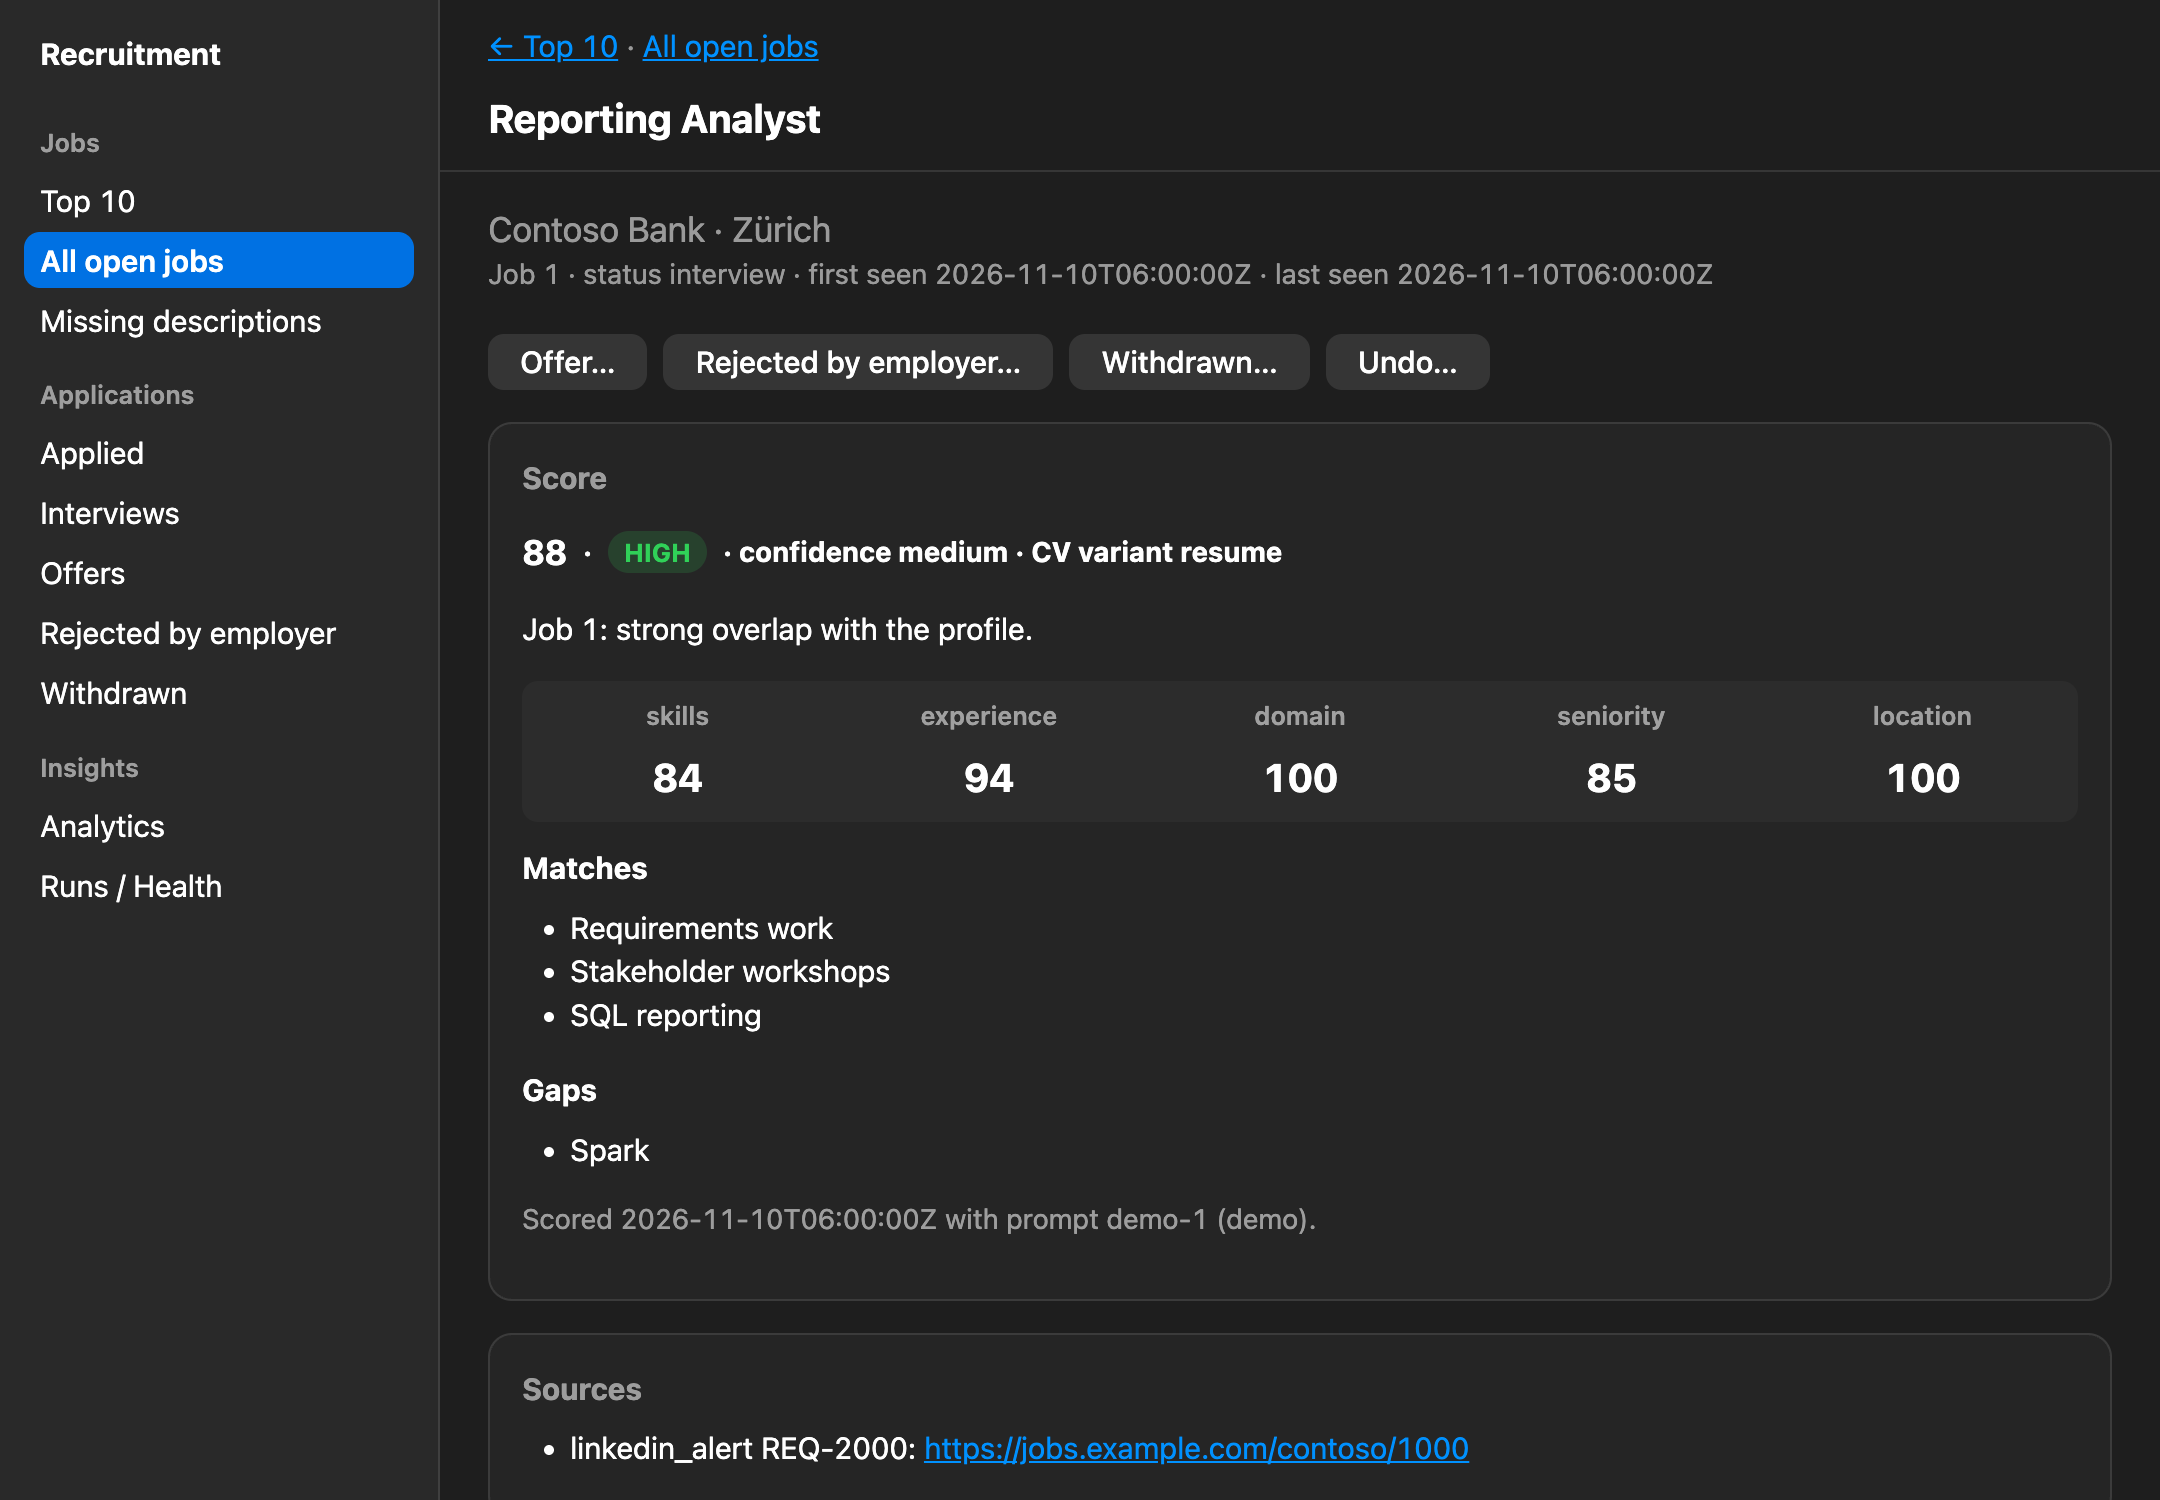 Recruitment
Jobs
Top 10
All open jobs
Missing descriptions
Applications
Applied
Interviews
Offers
Rejected by employer
Withdrawn
Insights
Analytics
Runs / Health
← Top 10 · All open jobs
Reporting Analyst
Contoso Bank · Zürich
Job 1 · status interview · first seen 2026-11-10T06:00:00Z · last seen 2026-11-10T06:00:00Z
Offer... Rejected by employer... Withdrawn... Undo...
Score
88 · HIGH · confidence medium · CV variant resume
Job 1: strong overlap with the profile.
skills experience domain seniority location
84 94 100 85 100
Matches
• Requirements work
• Stakeholder workshops
• SQL reporting
Gaps
• Spark
Scored 2026-11-10T06:00:00Z with prompt demo-1 (demo).
Sources
• linkedin_alert REQ-2000: https://jobs.example.com/contoso/1000